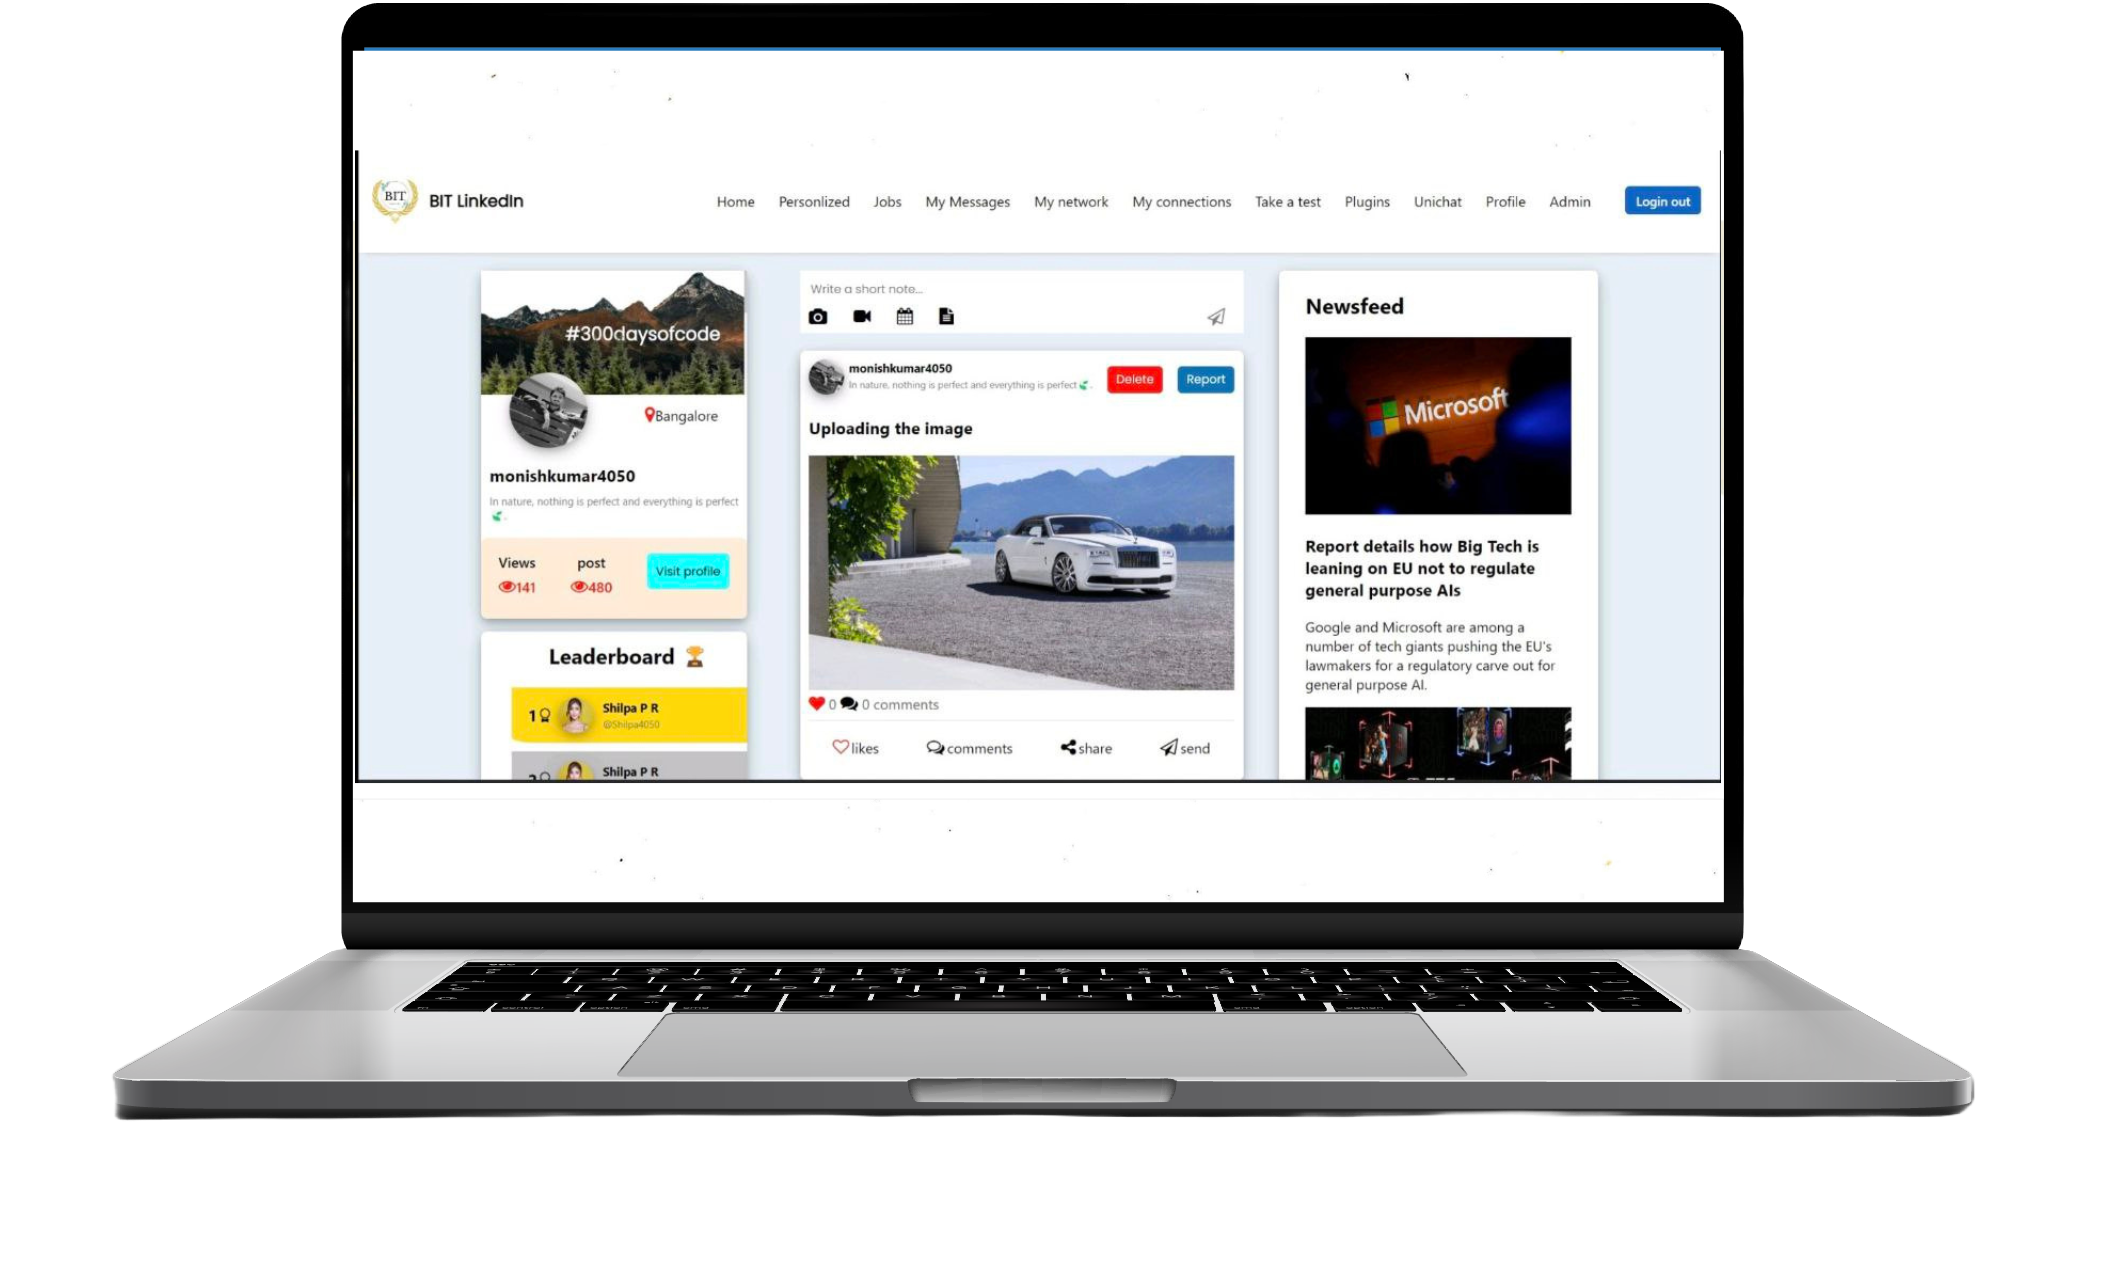 BIT
BIT LinkedIn
Home Personlized Jobs My Messages My network My connections Take a test Plugins Unichat Profile Admin Login out
#300daysofcode
Bangalore
monishkumar4050
In nature, nothing is perfect and everything is perfect
.
Views post Visit profile
141 480
Leaderboard
1 Shilpa P R
@Shilpa4050
Shilpa P R
Write a short note...
monishkumar4050
In nature, nothing is perfect and everything is perfect .
Delete Report
Uploading the image
0 0 comments
likes comments share send
Newsfeed
Microsoft
Report details how Big Tech is
leaning on EU not to regulate
general purpose AIs
Google and Microsoft are among a
number of tech giants pushing the EU's
lawmakers for a regulatory carve out for
general purpose AI.